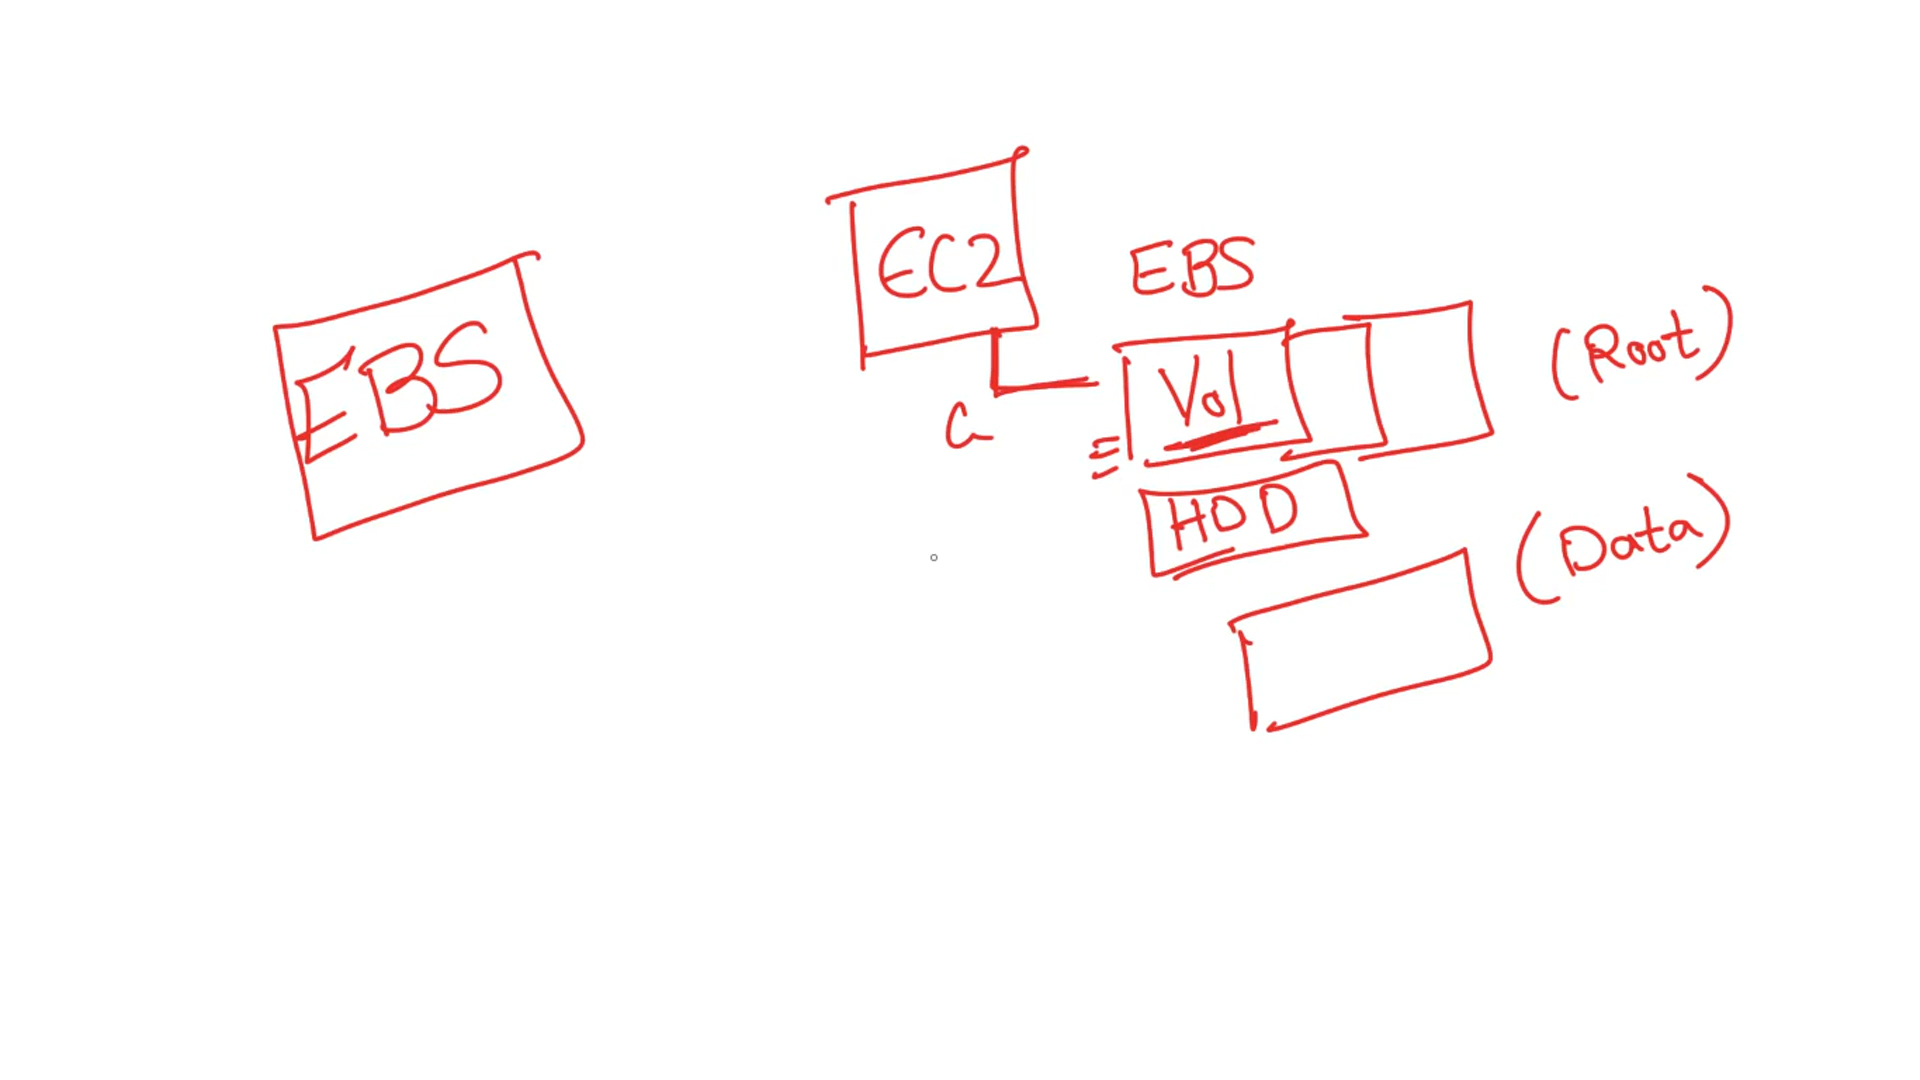 EBS
EC2
EBS
Vol
(Root)
HDD
(Data)